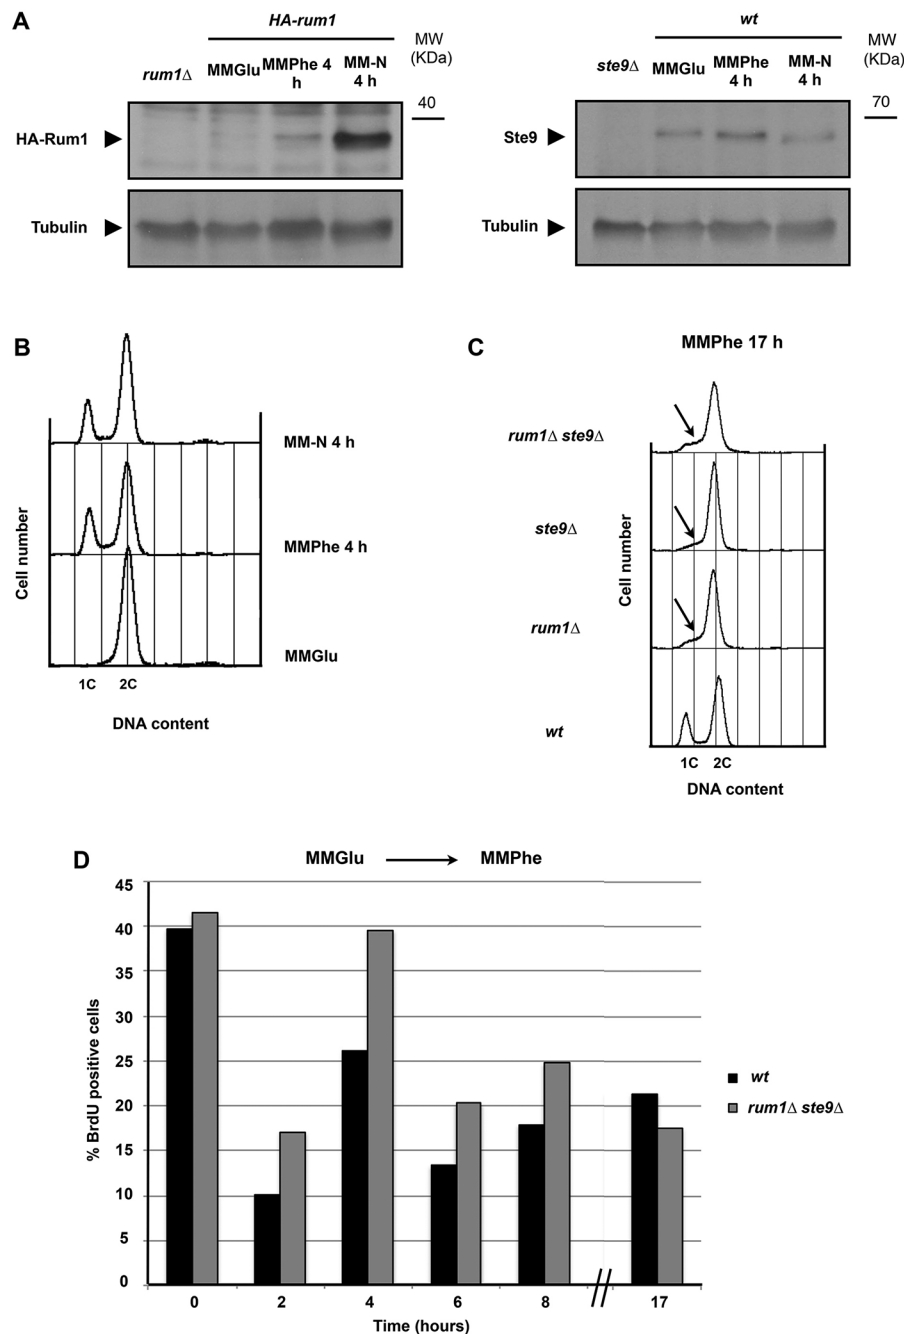 A
HA-rum1
rum1Δ MMGlu MMPhe 4 h MM-N 4 h
MW (KDa)
40
HA-Rum1
Tubulin
wt
ste9Δ MMGlu MMPhe 4 h MM-N 4 h
MW (KDa)
70
Ste9
Tubulin
B
Cell number
MM-N 4 h
MMPhe 4 h
MMGlu
1C 2C
DNA content
C
MMPhe 17 h
rum1Δ ste9Δ
ste9Δ
rum1Δ
wt
Cell number
1C 2C
DNA content
D
MMGlu MMPhe
% BrdU positive cells
45
40
35
30
25
20
15
10
5
0
0 2 4 6 8 // 17
Time (hours)
wt
rum1Δ ste9Δ